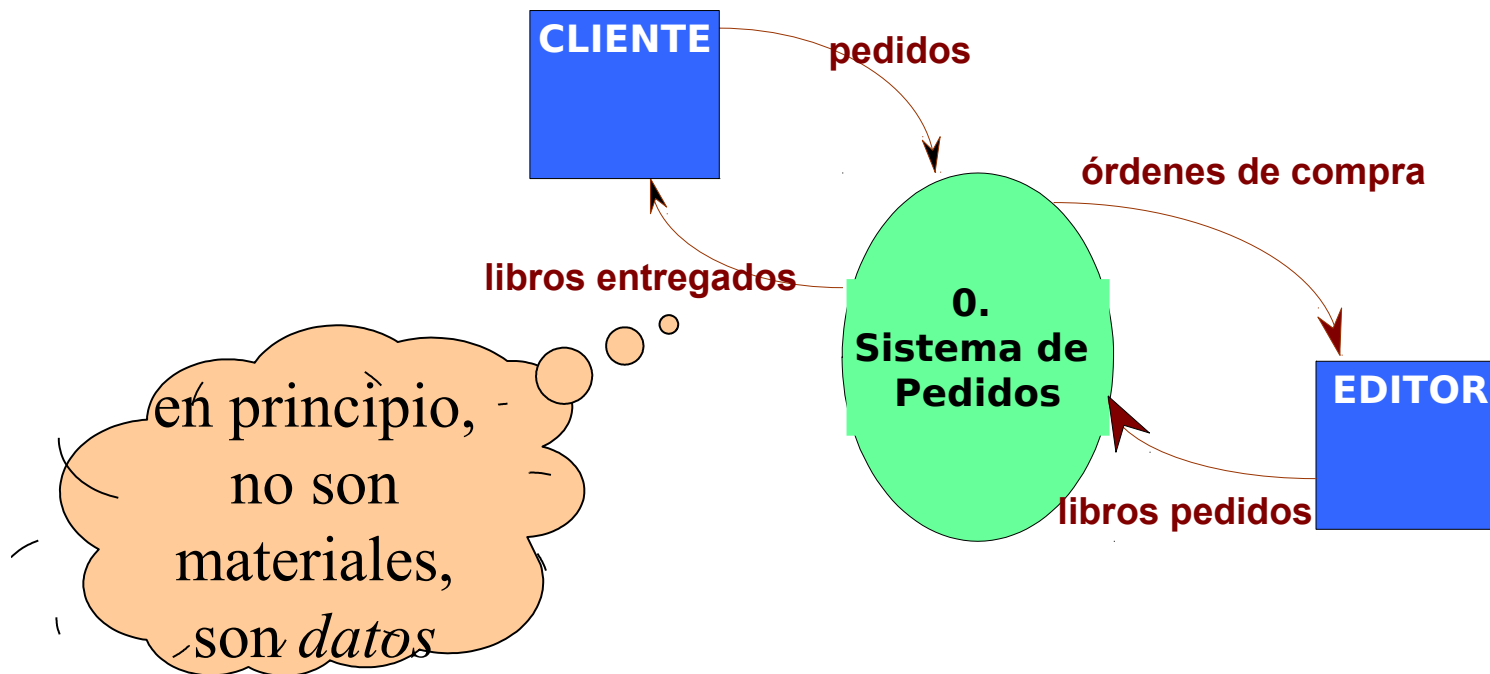 CLIENTE
pedidos
órdenes de compra
libros entregados
0.
Sistema de
Pedidos
EDITOR
libros pedidos
en principio,
no son
materiales,
son datos